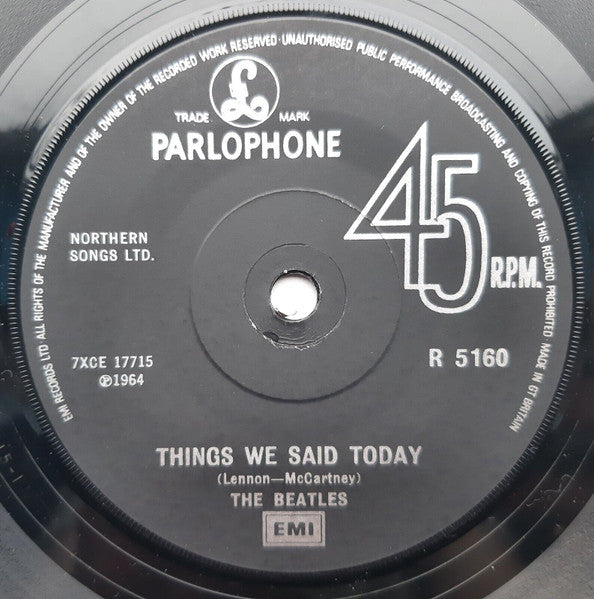 EMI RECORDS LTD ALL RIGHTS OF THE MANUFACTURER AND OF THE OWNER OF THE RECORDED WORK RESERVED·UNAUTHORISED PUBLIC PERFORMANCE BROADCASTING AND COPYING OF THIS RECORD PROHIBITED MADE IN GT BRITAIN
£
TRADE MARK
PARLOPHONE
45
R.P.M.
NORTHERN
SONGS LTD.
7XCE 17715
℗1964
R 5160
THINGS WE SAID TODAY
(Lennon—McCartney)
THE BEATLES
EMI